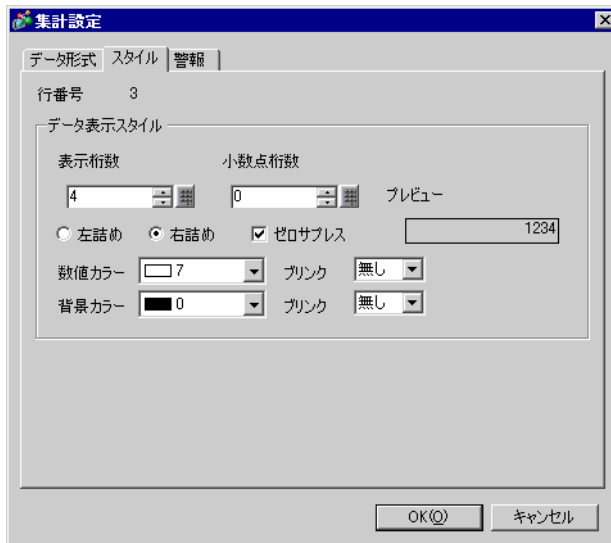 集計設定
データ形式 スタイル 警報
行番号 3
データ表示スタイル
表示桁数 小数点桁数
4 0 プレビュー
左詰め 右詰め ゼロサプレス 1234
数値カラー 7 ブリンク 無し
背景カラー 0 ブリンク 無し
OK(O) キャンセル